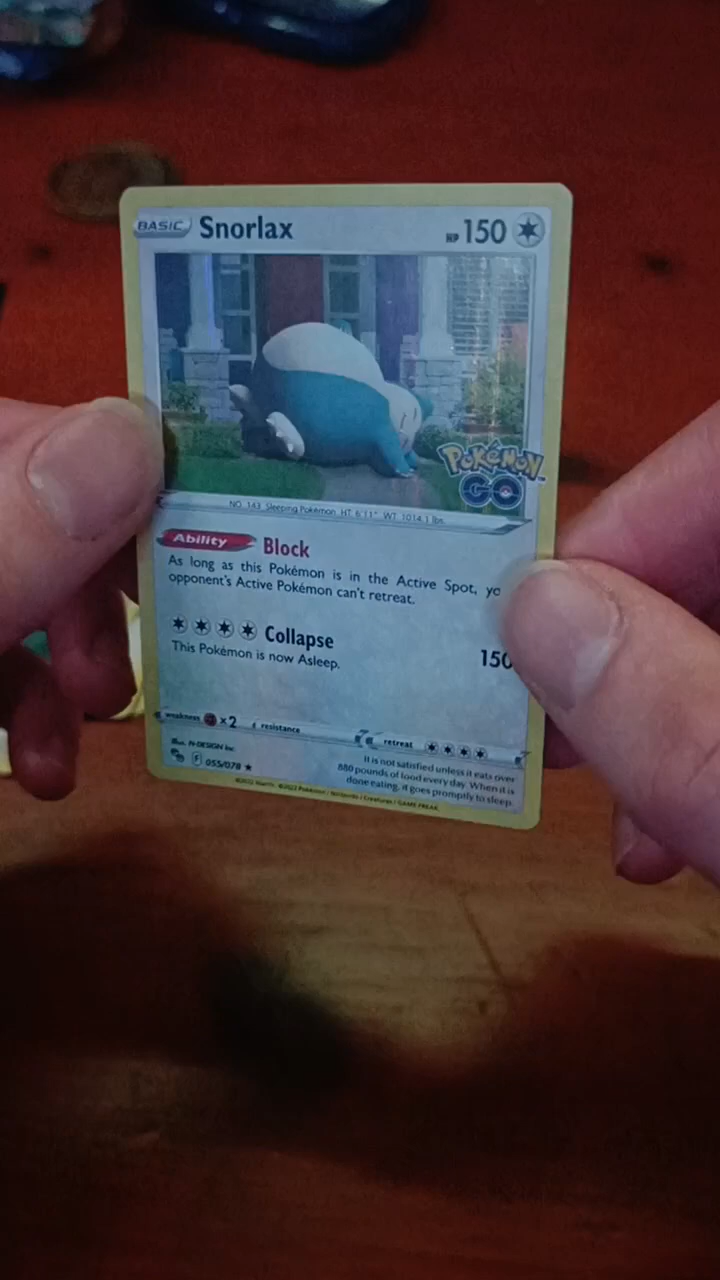 BASIC Snorlax HP 150
Pokémon
GO
NO. 143 Sleeping Pokémon HT: 6'11" WT: 1014.1 lbs.
Ability Block
As long as this Pokémon is in the Active Spot, yo
opponent's Active Pokémon can't retreat.
Collapse 150
This Pokémon is now Asleep.
weakness ×2 resistance retreat
Illus. N-DESIGN Inc.
F 055/078 ★
It is not satisfied unless it eats over
880 pounds of food every day. When it is
done eating, it goes promptly to sleep.
©2022 Pokémon / Nintendo / Creatures / GAME FREAK